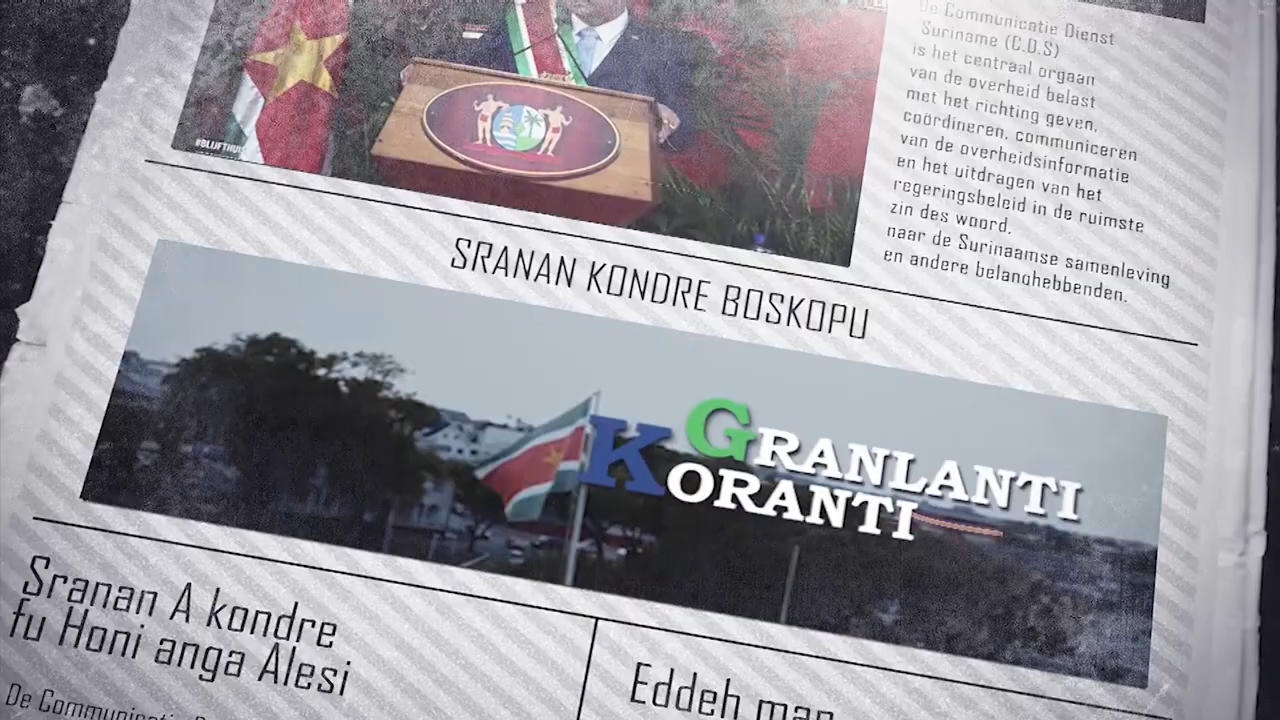 De Communicatie Dienst
Suriname (C.D.S)
is het centraal orgaan
van de overheid belast
met het richting geven,
coördineren, communiceren
van de overheidsinformatie
en het uitdragen van het
regeringsbeleid in de ruimste
zin des woord,
naar de Surinaamse samenleving
en andere belanghebbenden.
SRANAN KONDRE BOSKOPU
GRANLANTI
KORANTI
Sranan A kondre
fu Honi anga Alesi
De
Eddeh man